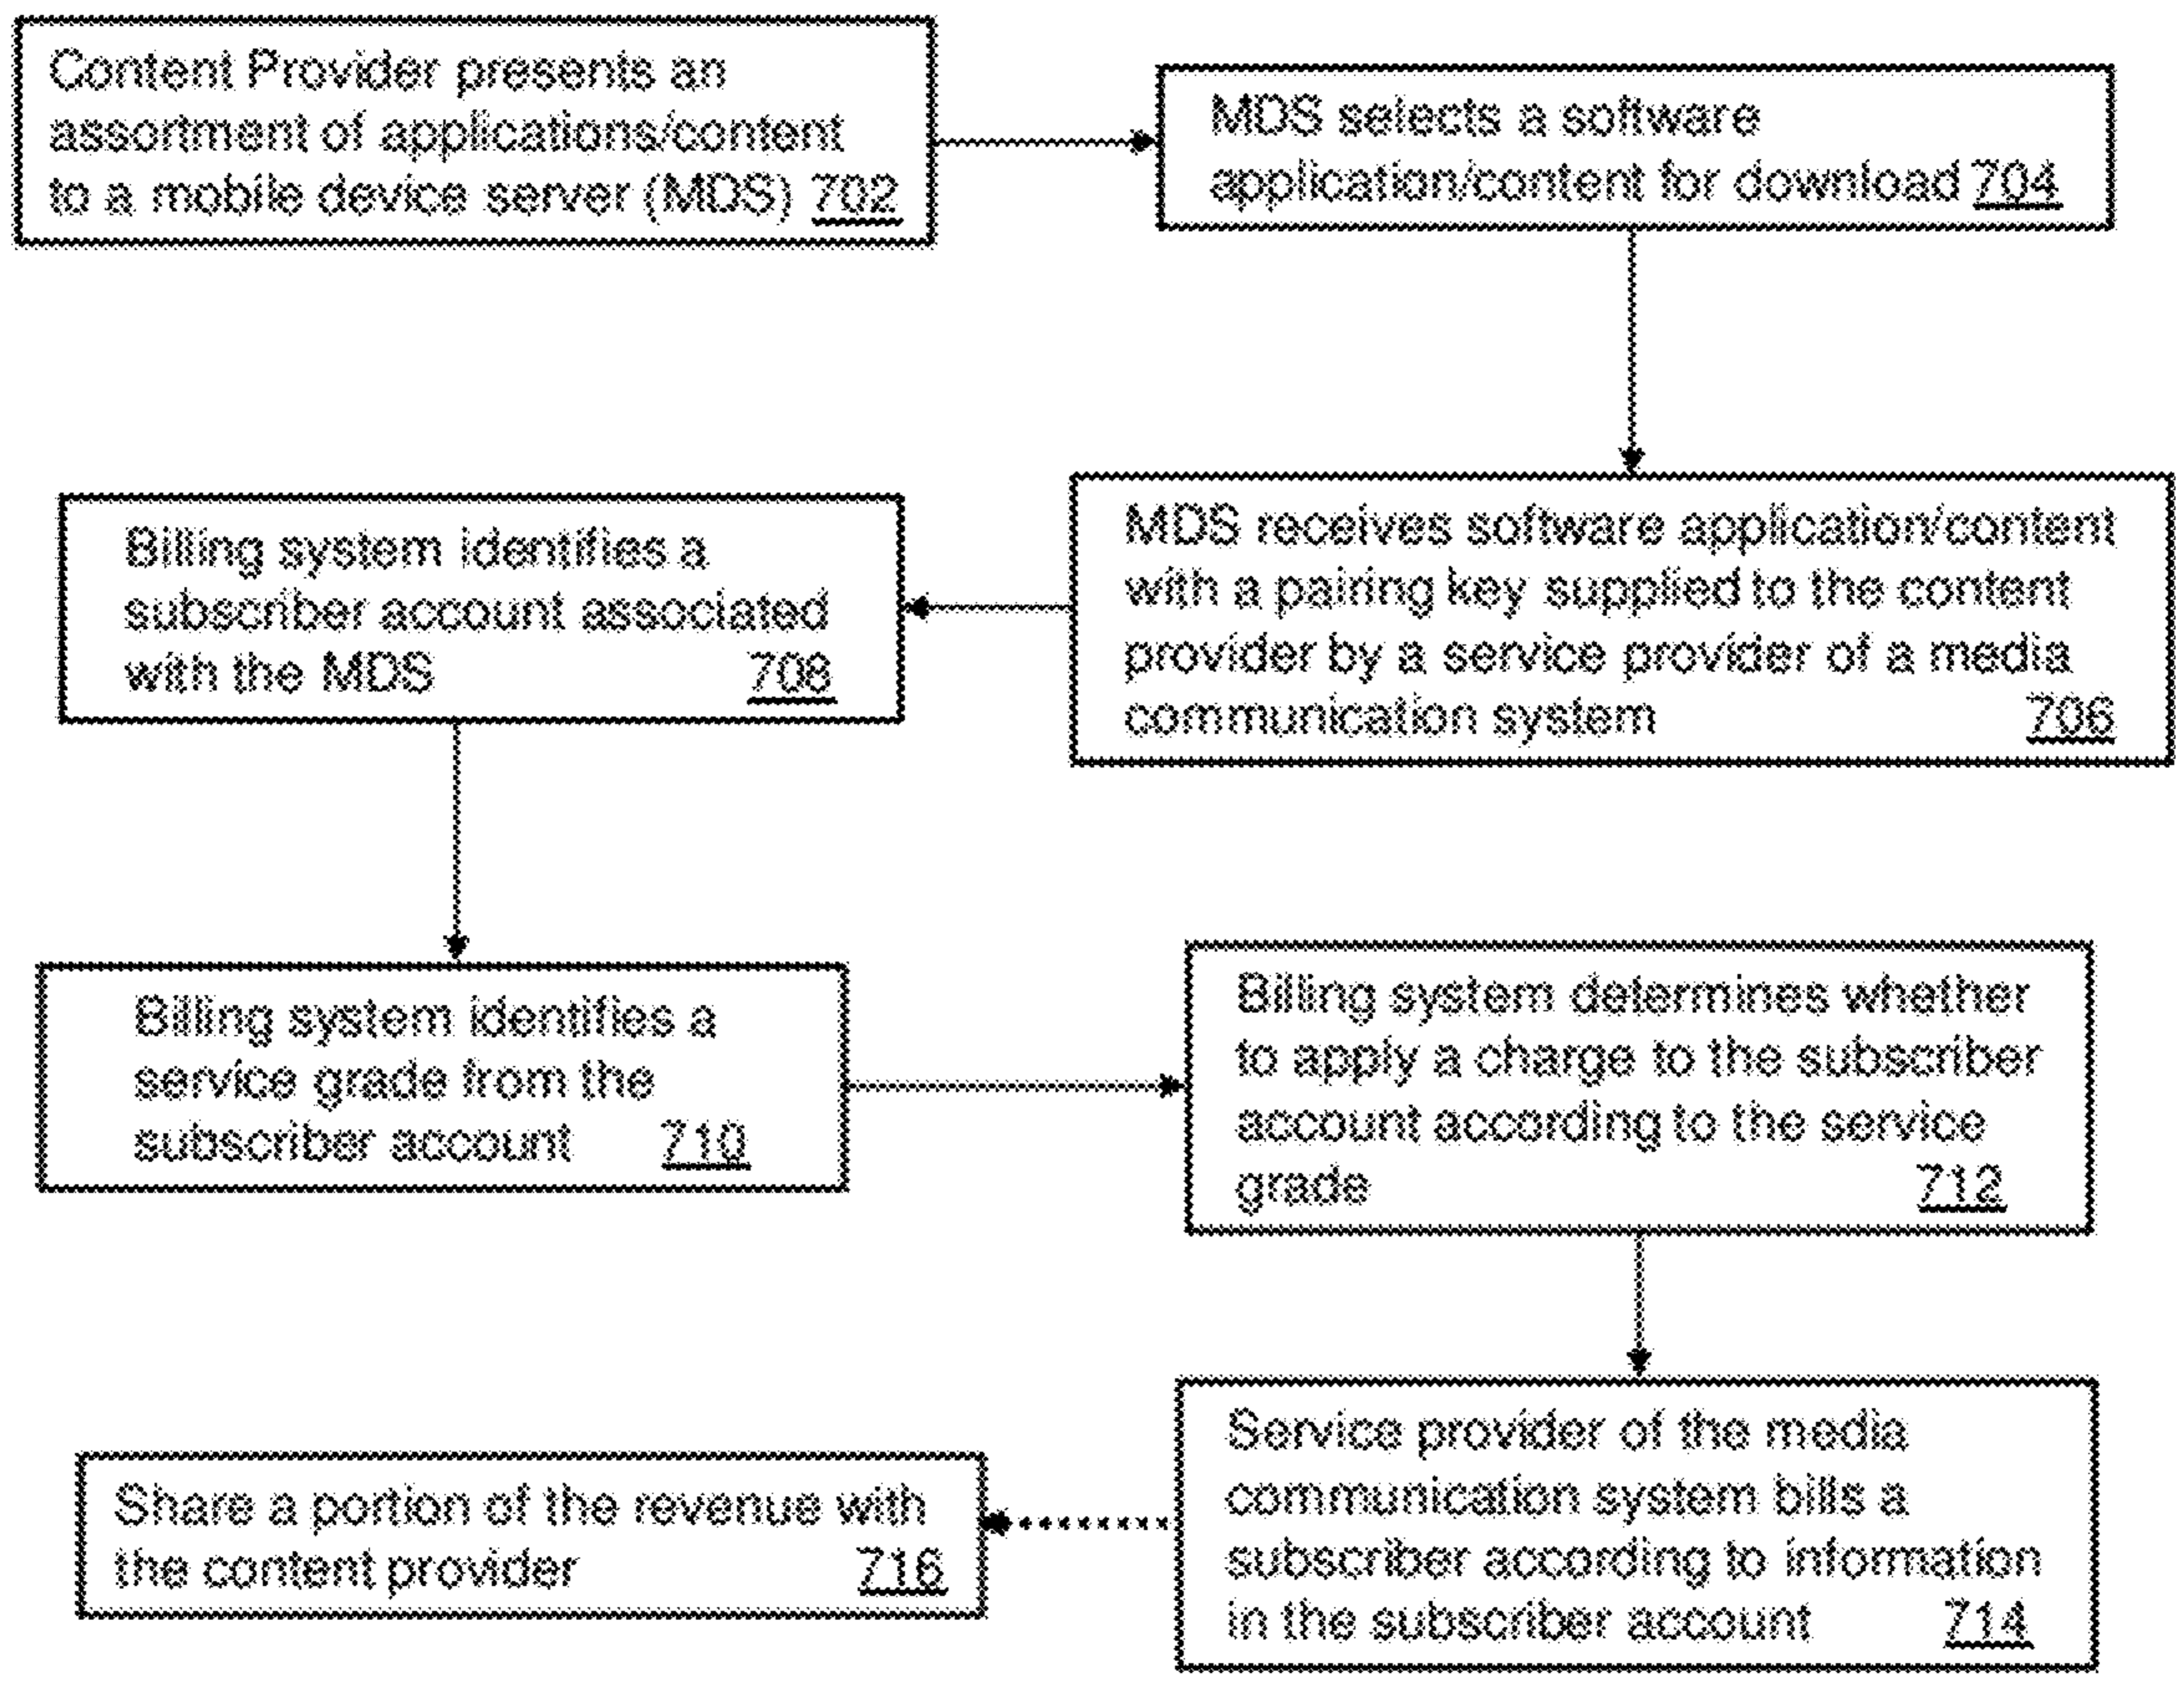 Content Provider presents an
assortment of applications/content
to a mobile device server (MDS) 702
MDS selects a software
application/content for download 704
MDS receives software application/content
with a pairing key supplied to the content
provider by a service provider of a media
communication system 706
Billing system identifies a
subscriber account associated
with the MDS 708
Billing system identifies a
service grade from the
subscriber account 710
Billing system determines whether
to apply a charge to the subscriber
account according to the service
grade 712
Service provider of the media
communication system bills a
subscriber according to information
in the subscriber account 714
Share a portion of the revenue with
the content provider 716